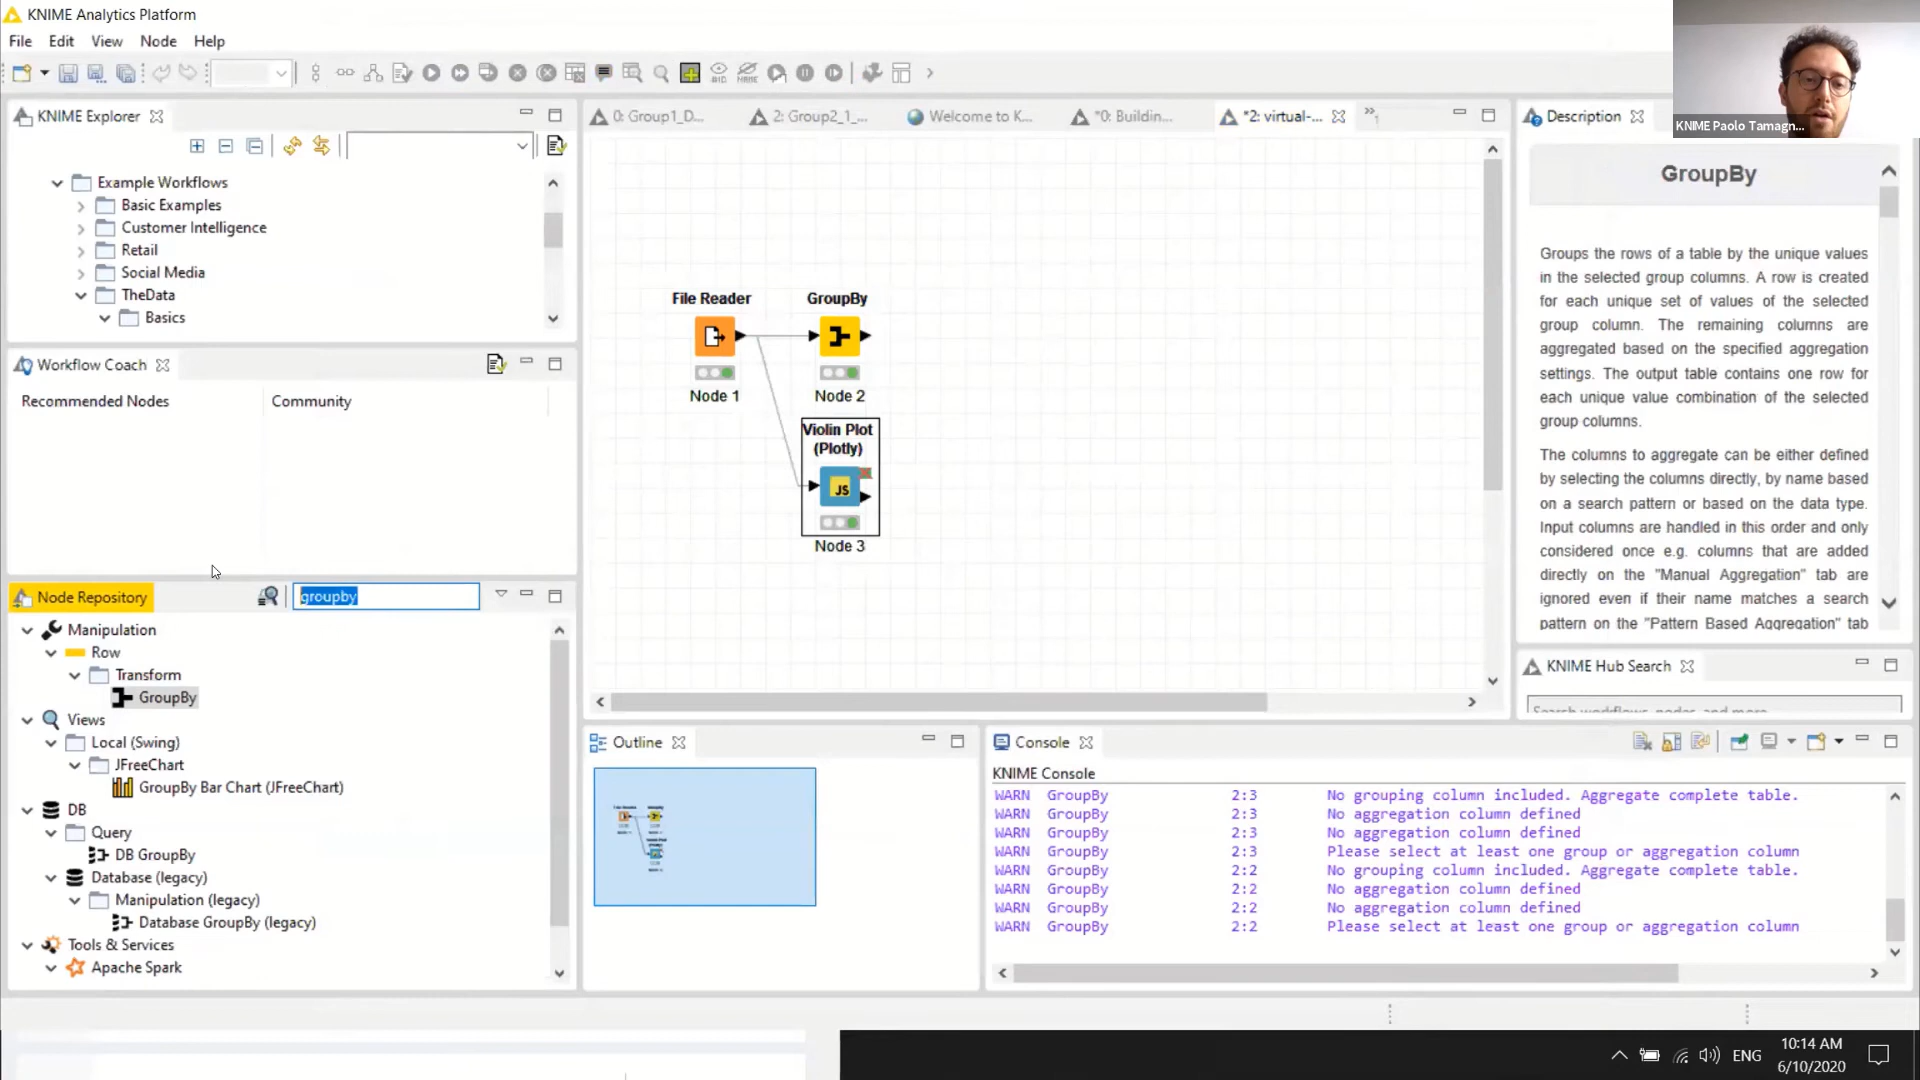 KNIME Analytics Platform
File Edit View Node Help
KNIME Paolo Tamagn...
KNIME Explorer
Example Workflows
Basic Examples
Customer Intelligence
Retail
Social Media
TheData
Basics
Workflow Coach
Recommended Nodes Community
Node Repository groupby
Manipulation
Row
Transform
GroupBy
Views
Local (Swing)
JFreeChart
GroupBy Bar Chart (JFreeChart)
DB
Query
DB GroupBy
Database (legacy)
Manipulation (legacy)
Database GroupBy (legacy)
Tools & Services
Apache Spark
0: Group1_D... 2: Group2_1_... Welcome to K... *0: Buildin... *2: virtual-...
File Reader GroupBy
Node 1 Node 2
Violin Plot
(Plotly)
JS
Node 3
Outline
Console
KNIME Console
WARN GroupBy 2:3 No grouping column included. Aggregate complete table.
WARN GroupBy 2:3 No aggregation column defined
WARN GroupBy 2:3 No aggregation column defined
WARN GroupBy 2:3 Please select at least one group or aggregation column
WARN GroupBy 2:2 No grouping column included. Aggregate complete table.
WARN GroupBy 2:2 No aggregation column defined
WARN GroupBy 2:2 No aggregation column defined
WARN GroupBy 2:2 Please select at least one group or aggregation column
Description
GroupBy
Groups the rows of a table by the unique values
in the selected group columns. A row is created
for each unique set of values of the selected
group column. The remaining columns are
aggregated based on the specified aggregation
settings. The output table contains one row for
each unique value combination of the selected
group columns.
The columns to aggregate can be either defined
by selecting the columns directly, by name based
on a search pattern or based on the data type.
Input columns are handled in this order and only
considered once e.g. columns that are added
directly on the "Manual Aggregation" tab are
ignored even if their name matches a search
pattern on the "Pattern Based Aggregation" tab
KNIME Hub Search
Search workflows, nodes and more...
ENG
10:14 AM
6/10/2020